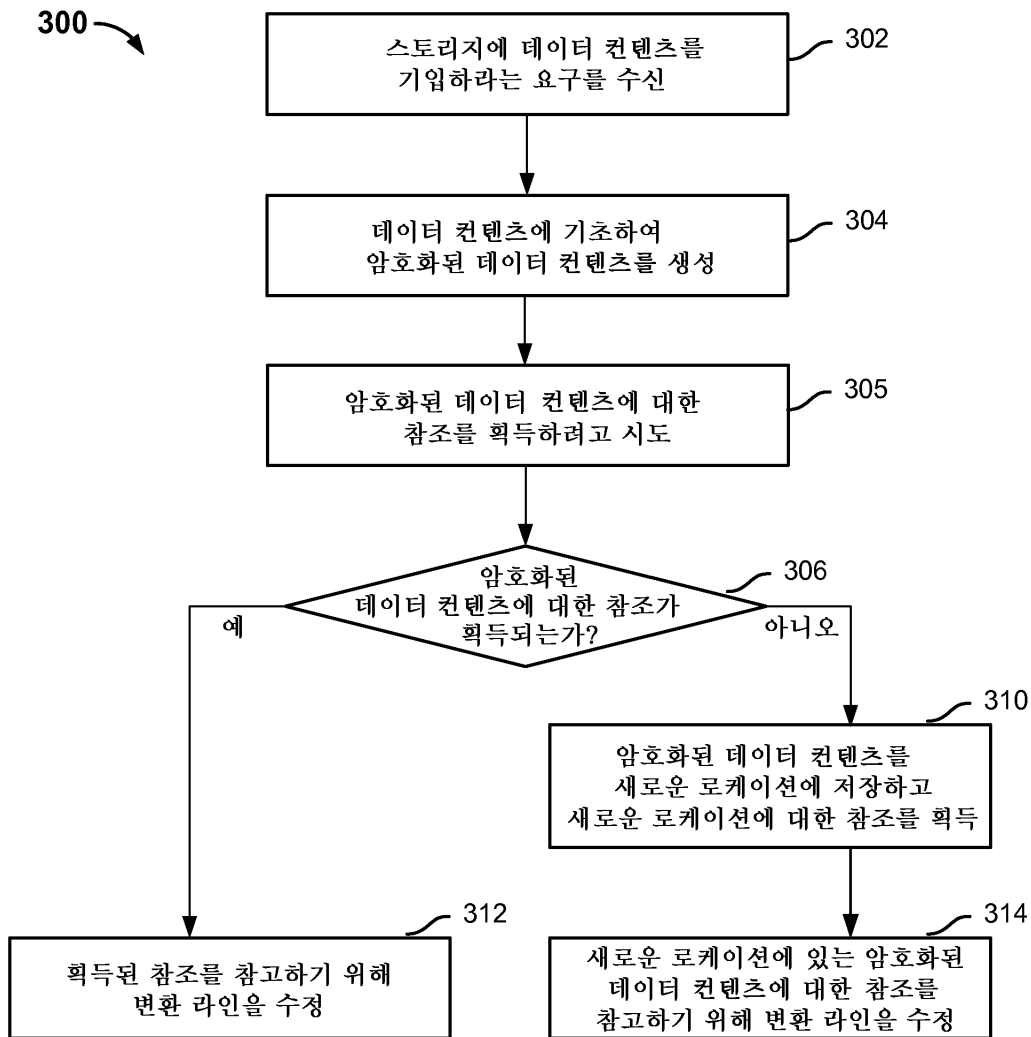 300
스토리지에 데이터 컨텐츠를
기입하라는 요구를 수신
302
데이터 컨텐츠에 기초하여
암호화된 데이터 컨텐츠를 생성
304
암호화된 데이터 컨텐츠에 대한
참조를 획득하려고 시도
305
암호화된
데이터 컨텐츠에 대한 참조가
획득되는가?
306
예
아니오
310
암호화된 데이터 컨텐츠를
새로운 로케이션에 저장하고
새로운 로케이션에 대한 참조를 획득
312
획득된 참조를 참고하기 위해
변환 라인을 수정
314
새로운 로케이션에 있는 암호화된
데이터 컨텐츠에 대한 참조를
참고하기 위해 변환 라인을 수정